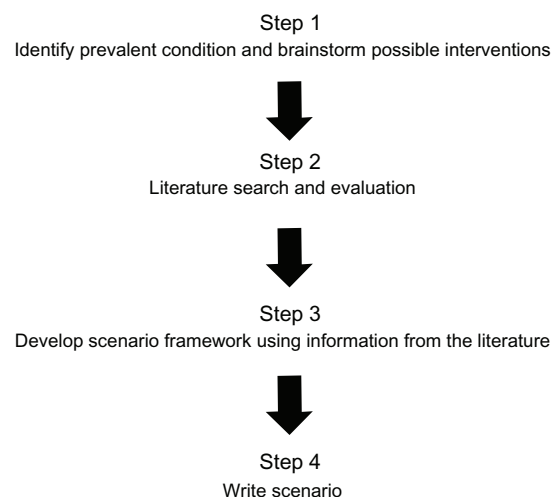 Step 1
Identify prevalent condition and brainstorm possible interventions
Step 2
Literature search and evaluation
Step 3
Develop scenario framework using information from the literature
Step 4
Write scenario